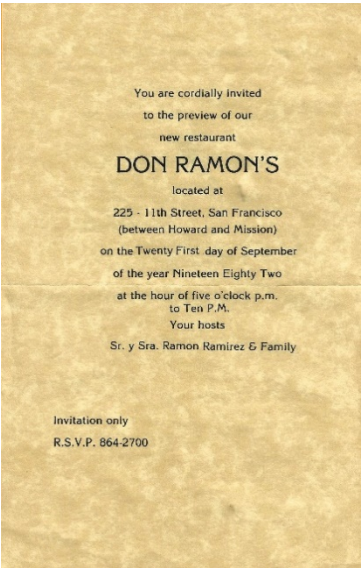 You are cordially invited
to the preview of our
new restaurant
DON RAMON'S
located at
225 - 11th Street, San Francisco
(between Howard and Mission)
on the Twenty First day of September
of the year Nineteen Eighty Two
at the hour of five o'clock p.m.
to Ten P.M.
Your hosts
Sr. y Sra. Ramon Ramirez & Family
Invitation only
R.S.V.P. 864-2700